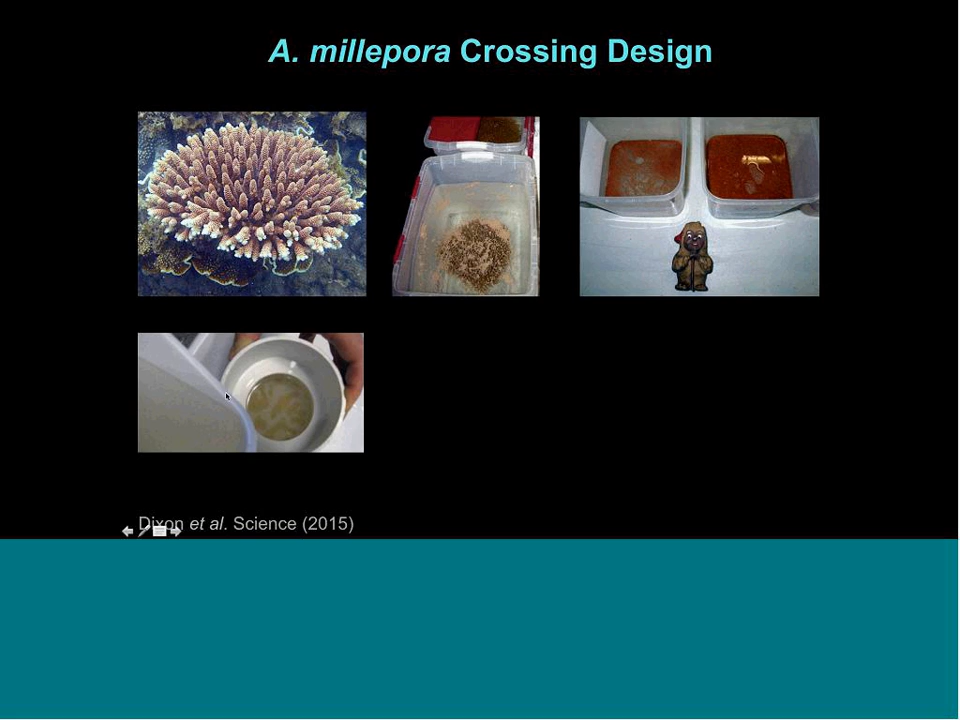 A. millepora Crossing Design
Dixon et al. Science (2015)